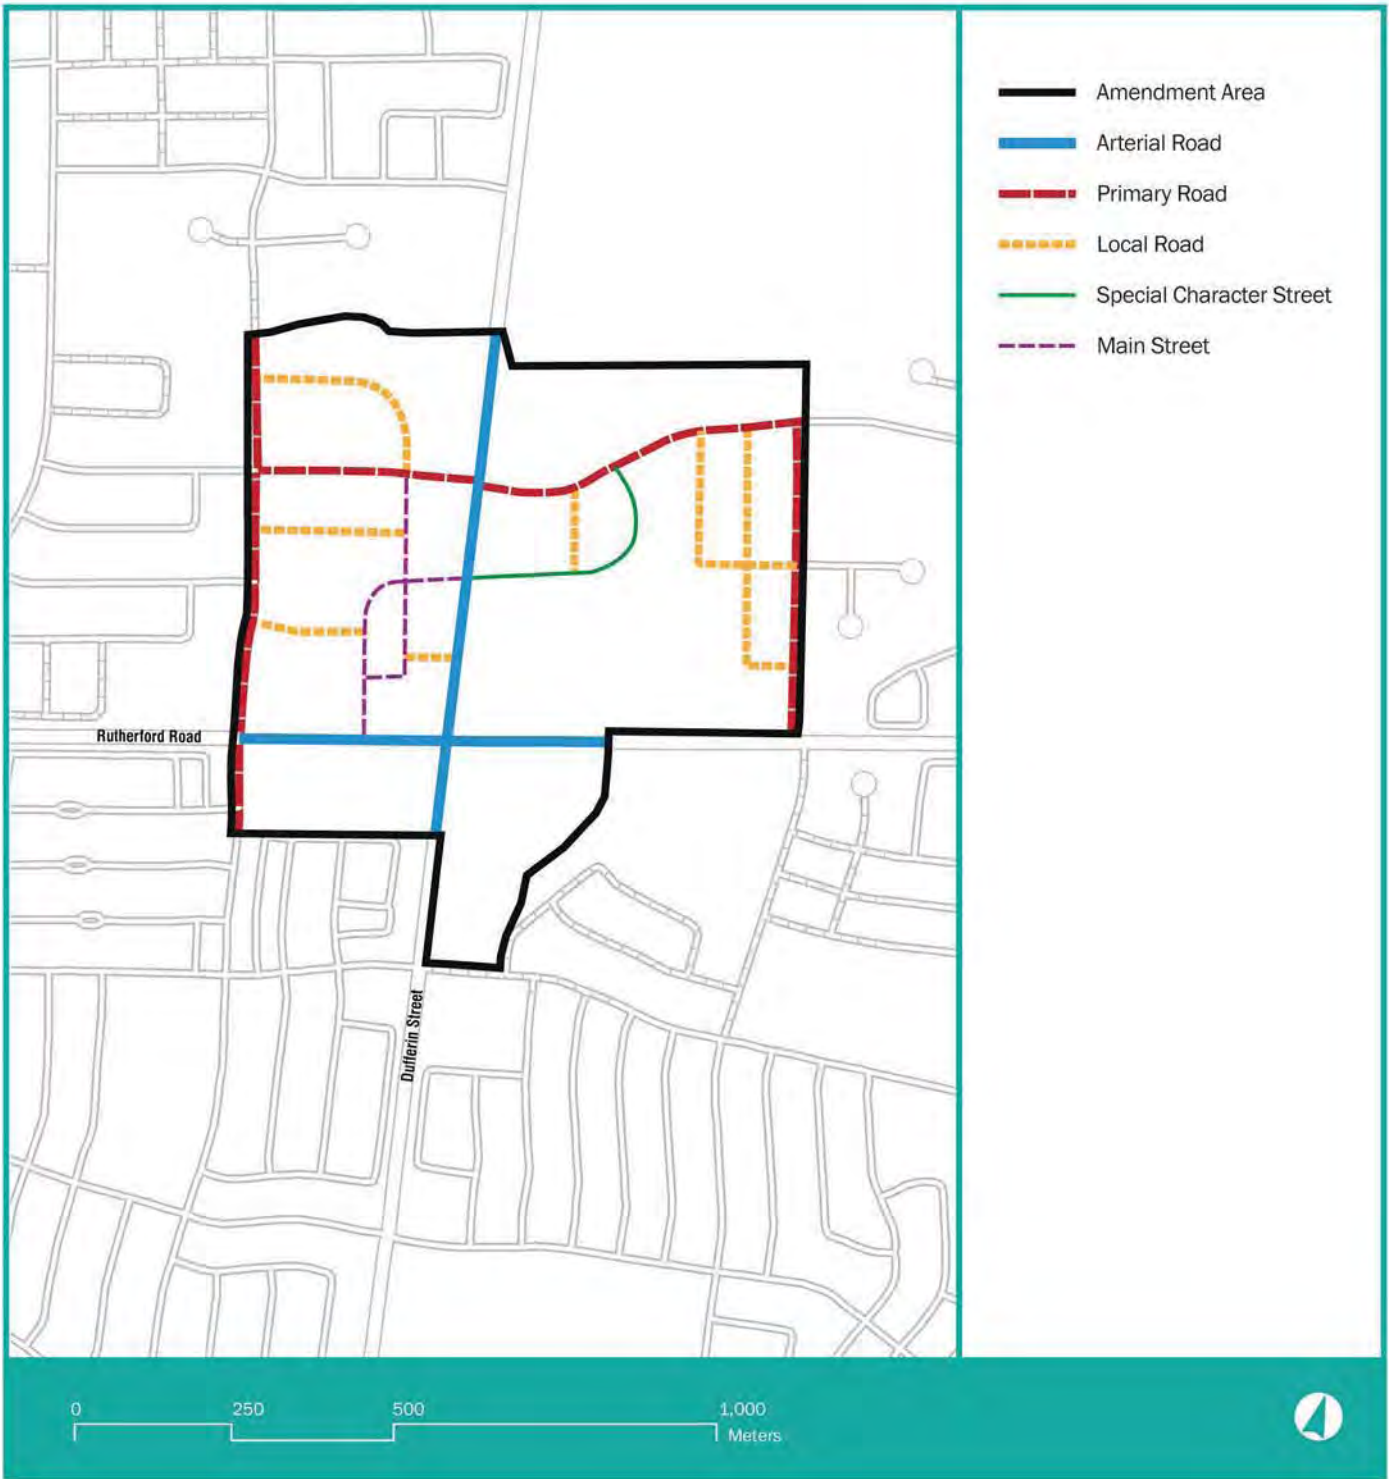 Amendment Area
Arterial Road
Primary Road
Local Road
Special Character Street
Main Street
Rutherford Road
Dufferin Street
0 250 500 1,000
Meters